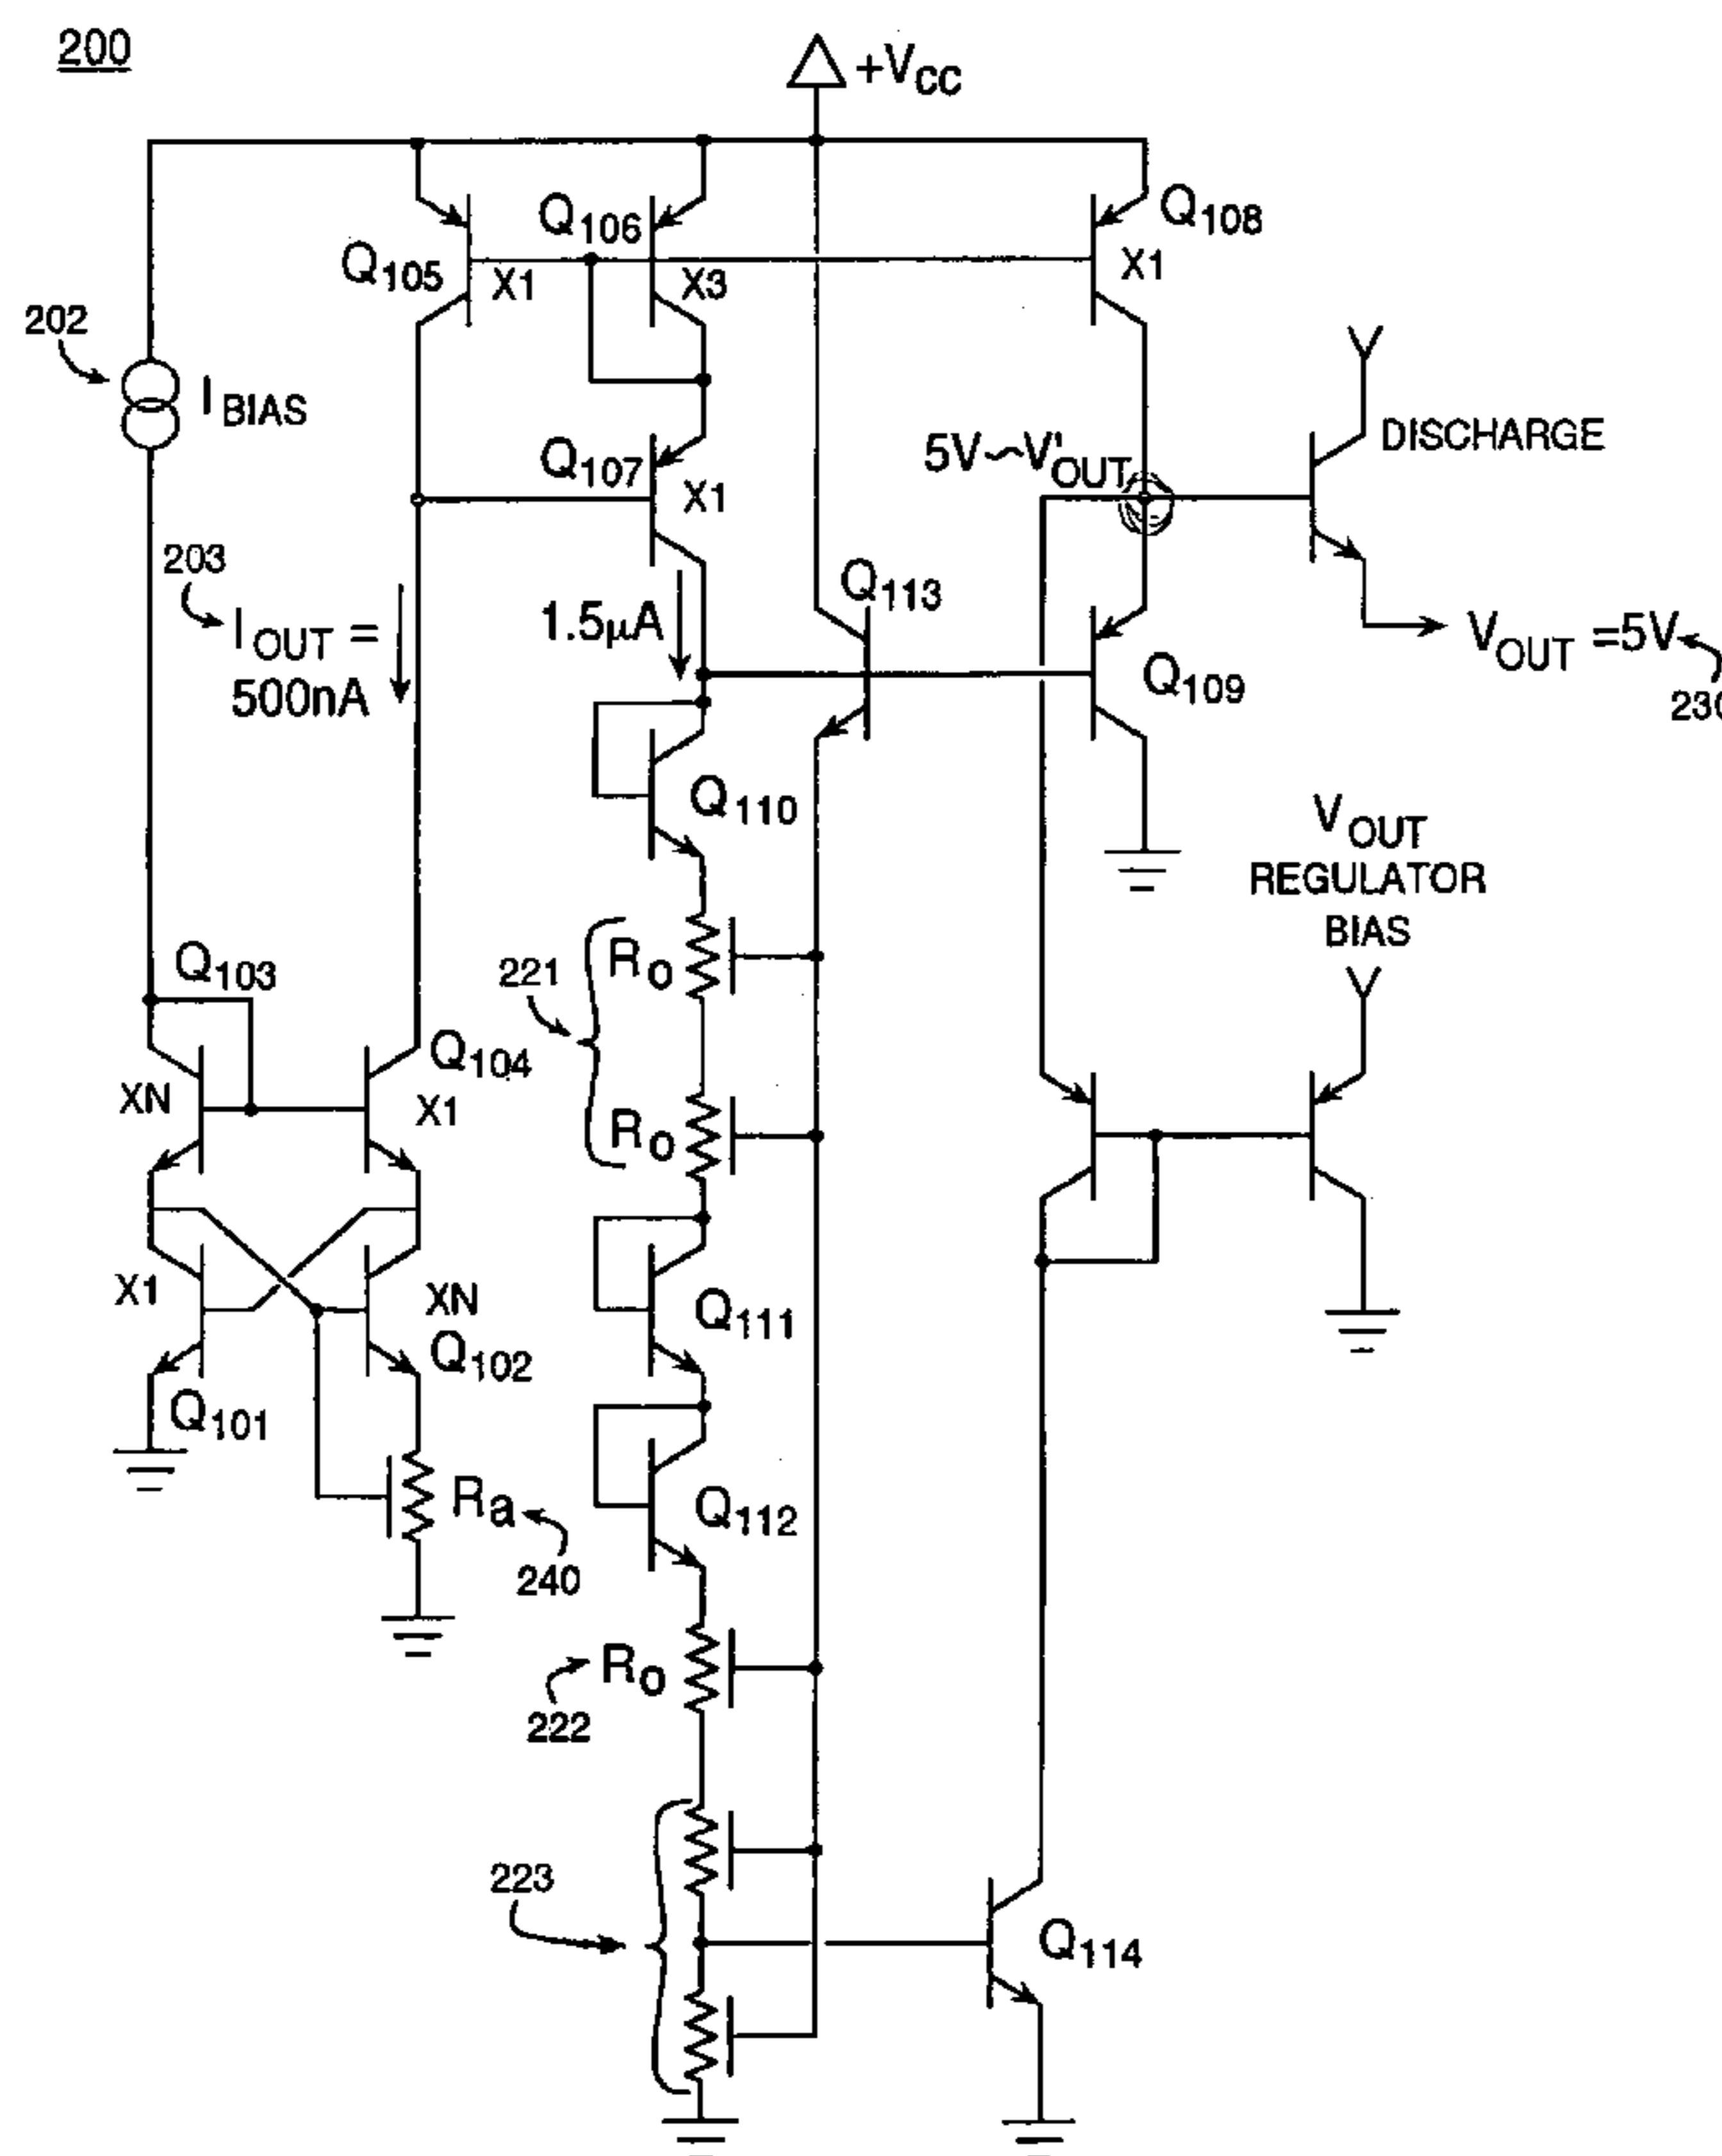 200
+VCC
Q106
Q108
Q105
X1
X3
X1
202
IBIAS
Q107
X1
5V~V'OUT
DISCHARGE
203
IOUT =
500nA
1.5μA
Q113
VOUT =5V
Q109
Q110
VOUT
REGULATOR
BIAS
Q103
221
Ro
Q104
XN
X1
Ro
X1
XN
Q102
Q111
Q101
Ra
Q112
240
Ro
222
223
Q114